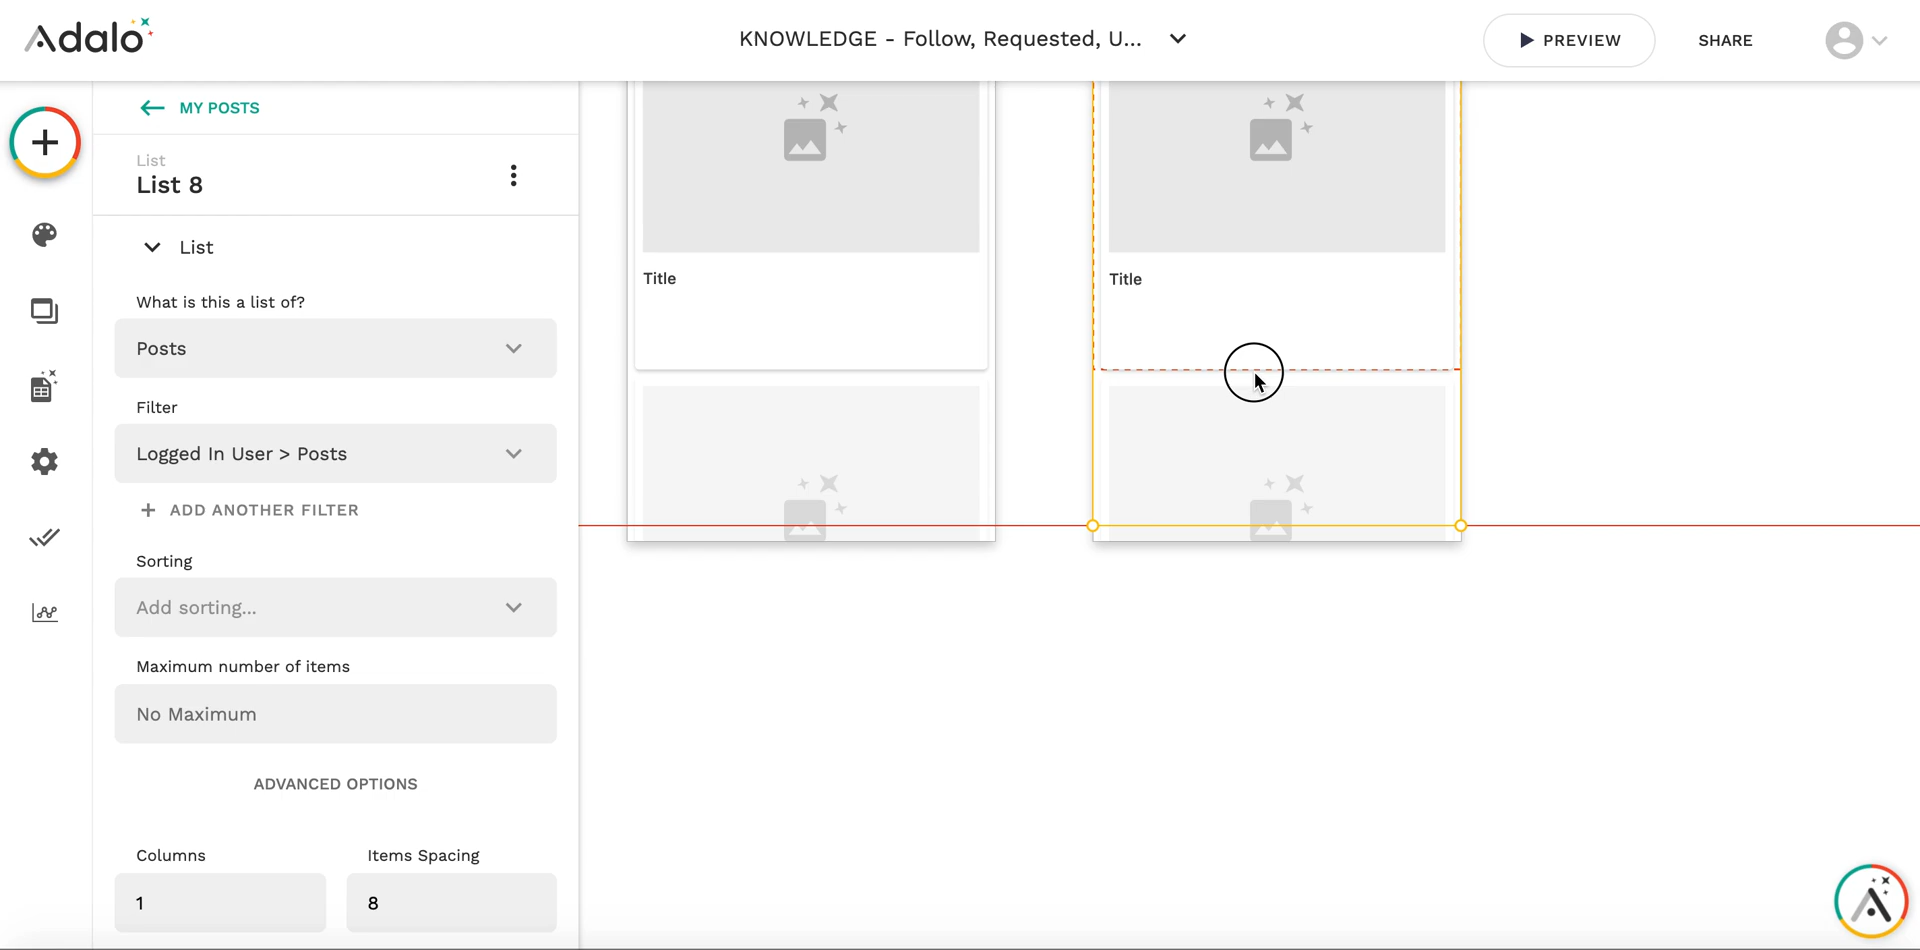 Adalo
KNOWLEDGE - Follow, Requested, U...
PREVIEW
SHARE
MY POSTS
List
List 8
List
What is this a list of?
Posts
Filter
Logged In User > Posts
+ ADD ANOTHER FILTER
Sorting
Add sorting...
Maximum number of items
No Maximum
ADVANCED OPTIONS
Columns
Items Spacing
1
8
Title
Title